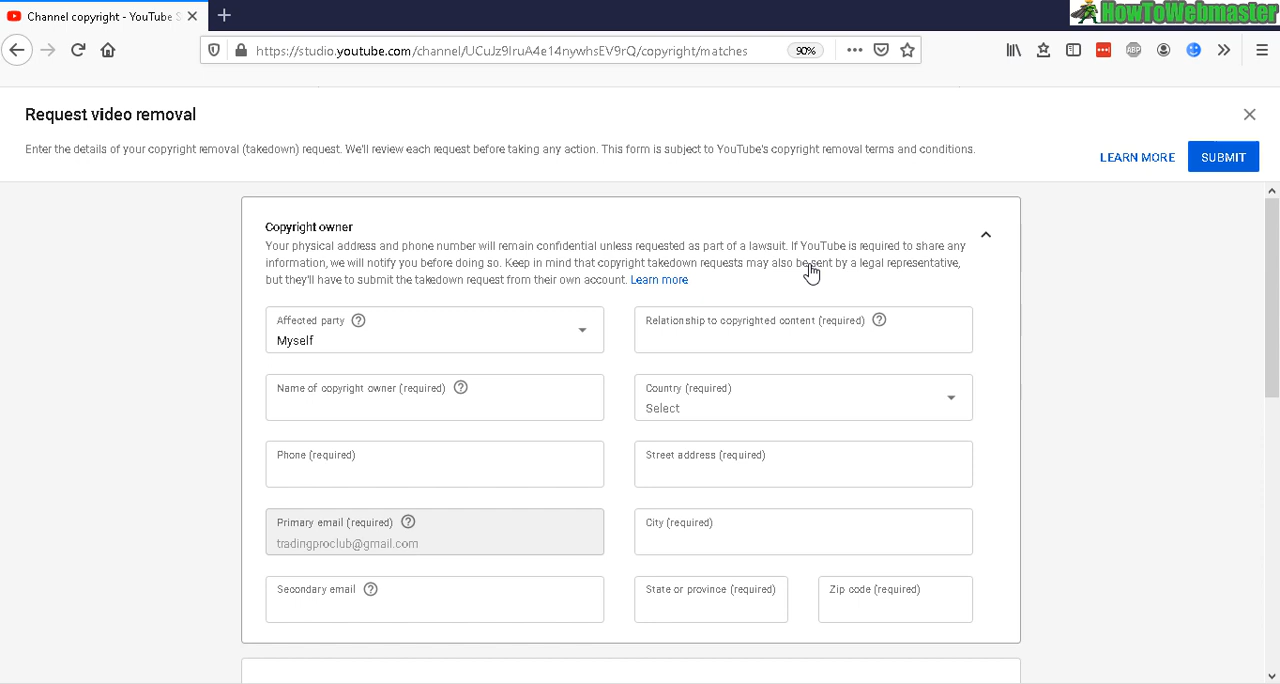 Channel copyright - YouTube S
HowToWebmaster
https://studio.youtube.com/channel/UCuJz9lruA4e14nywhsEV9rQ/copyright/matches
90%
ABP
Request video removal
Enter the details of your copyright removal (takedown) request. We'll review each request before taking any action. This form is subject to YouTube's copyright removal terms and conditions.
LEARN MORE
SUBMIT
Copyright owner
Your physical address and phone number will remain confidential unless requested as part of a lawsuit. If YouTube is required to share any
information, we will notify you before doing so. Keep in mind that copyright takedown requests may also be sent by a legal representative,
but they'll have to submit the takedown request from their own account. Learn more
Affected party
Myself
Relationship to copyrighted content (required)
Name of copyright owner (required)
Country (required)
Select
Phone (required)
Street address (required)
Primary email (required)
tradingproclub@gmail.com
City (required)
Secondary email
State or province (required)
Zip code (required)